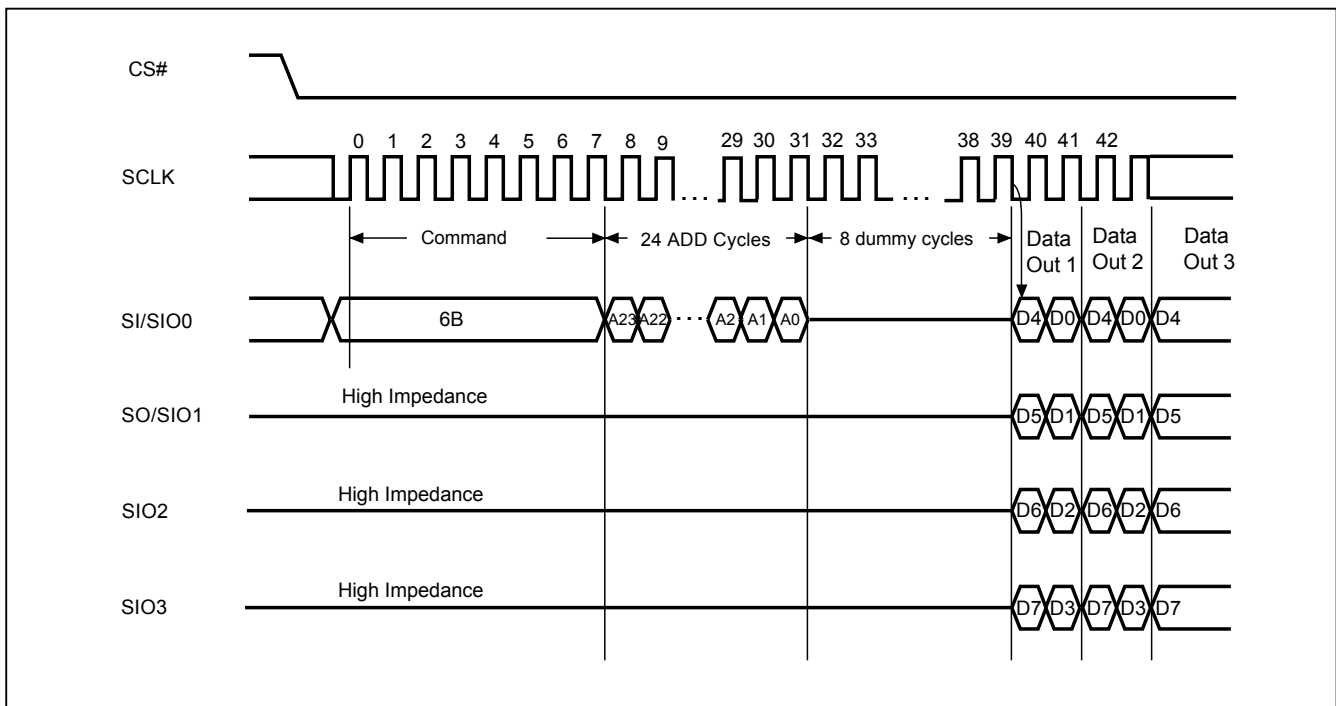 CS#
0 1 2 3 4 5 6 7 8 9 29 30 31 32 33 38 39 40 41 42
SCLK
Command 24 ADD Cycles 8 dummy cycles Data Out 1 Data Out 2 Data Out 3
SI/SIO0 6B A23 A22 A2 A1 A0 D4 D0 D4 D0 D4
High Impedance
SO/SIO1 D5 D1 D5 D1 D5
High Impedance
SIO2 D6 D2 D6 D2 D6
High Impedance
SIO3 D7 D3 D7 D3 D7